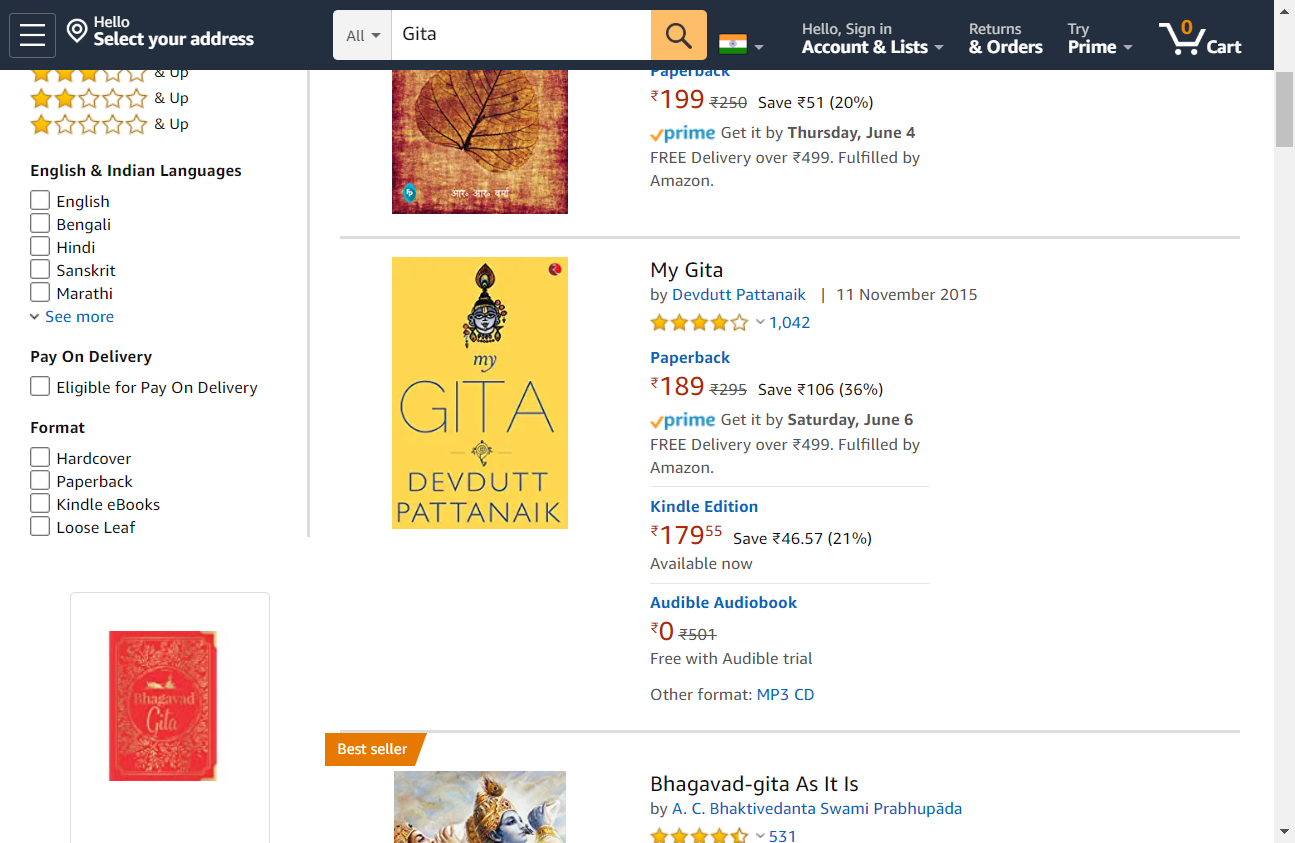 Hello
Select your address
All
Gita
Hello, Sign in
Account & Lists
Returns
& Orders
Try
Prime
0
Cart
& Up
& Up
& Up
English & Indian Languages
English
Bengali
Hindi
Sanskrit
Marathi
See more
Pay On Delivery
Eligible for Pay On Delivery
Format
Hardcover
Paperback
Kindle eBooks
Loose Leaf
Bhagavad
Gita
fp
आर॰ आर॰ वर्मा
Paperback
₹199 ₹250 Save ₹51 (20%)
prime Get it by Thursday, June 4
FREE Delivery over ₹499. Fulfilled by
Amazon.
my
GITA
DEVDUTT
PATTANAIK
My Gita
by Devdutt Pattanaik | 11 November 2015
1,042
Paperback
₹189 ₹295 Save ₹106 (36%)
prime Get it by Saturday, June 6
FREE Delivery over ₹499. Fulfilled by
Amazon.
Kindle Edition
₹17955 Save ₹46.57 (21%)
Available now
Audible Audiobook
₹0 ₹501
Free with Audible trial
Other format: MP3 CD
Best seller
Bhagavad-gita As It Is
by A. C. Bhaktivedanta Swami Prabhupāda
531